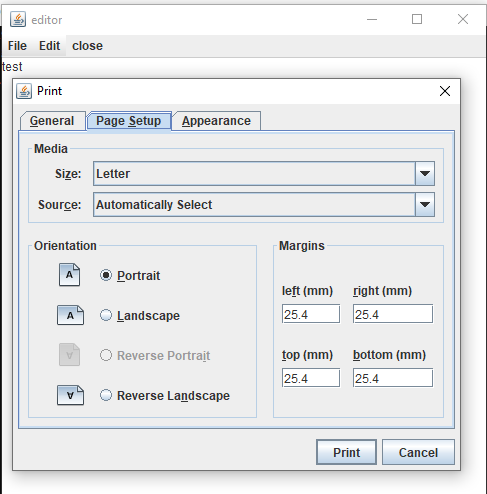 editor
File Edit close
test
Print
General Page Setup Appearance
Media
Size: Letter
Source: Automatically Select
Orientation
A Portrait
A Landscape
A Reverse Portrait
A Reverse Landscape
Margins
left (mm) right (mm)
25.4 25.4
top (mm) bottom (mm)
25.4 25.4
Print Cancel